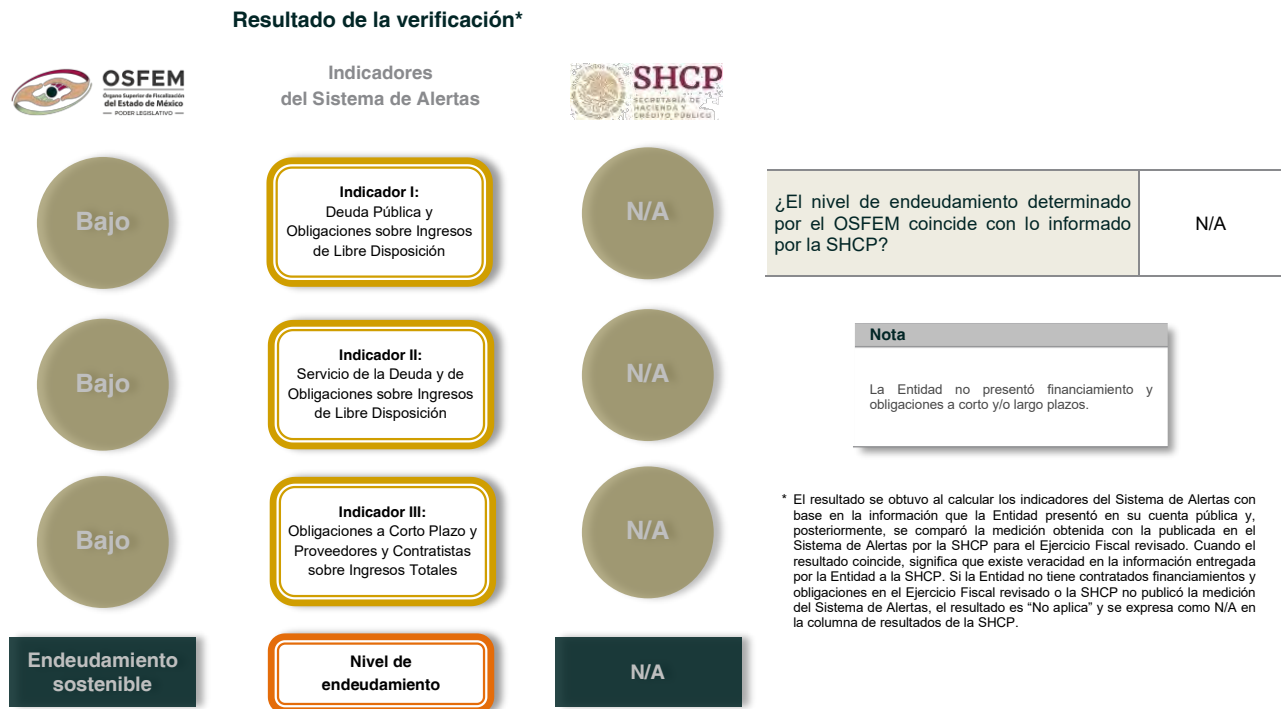 Resultado de la verificación*
OSFEM
Órgano Superior de Fiscalización
del Estado de México
PODER LEGISLATIVO
Indicadores
del Sistema de Alertas
SHCP
SECRETARÍA DE
HACIENDA Y
CRÉDITO PÚBLICO
Bajo
Indicador I:
Deuda Pública y
Obligaciones sobre Ingresos
de Libre Disposición
N/A
Bajo
Indicador II:
Servicio de la Deuda y de
Obligaciones sobre Ingresos
de Libre Disposición
N/A
Bajo
Indicador III:
Obligaciones a Corto Plazo y
Proveedores y Contratistas
sobre Ingresos Totales
N/A
Endeudamiento
sostenible
Nivel de
endeudamiento
N/A
¿El nivel de endeudamiento determinado
por el OSFEM coincide con lo informado
por la SHCP?
N/A
Nota
La Entidad no presentó financiamiento y
obligaciones a corto y/o largo plazos.
* El resultado se obtuvo al calcular los indicadores del Sistema de Alertas con
base en la información que la Entidad presentó en su cuenta pública y,
posteriormente, se comparó la medición obtenida con la publicada en el
Sistema de Alertas por la SHCP para el Ejercicio Fiscal revisado. Cuando el
resultado coincide, significa que existe veracidad en la información entregada
por la Entidad a la SHCP. Si la Entidad no tiene contratados financiamientos y
obligaciones en el Ejercicio Fiscal revisado o la SHCP no publicó la medición
del Sistema de Alertas, el resultado es “No aplica” y se expresa como N/A en
la columna de resultados de la SHCP.